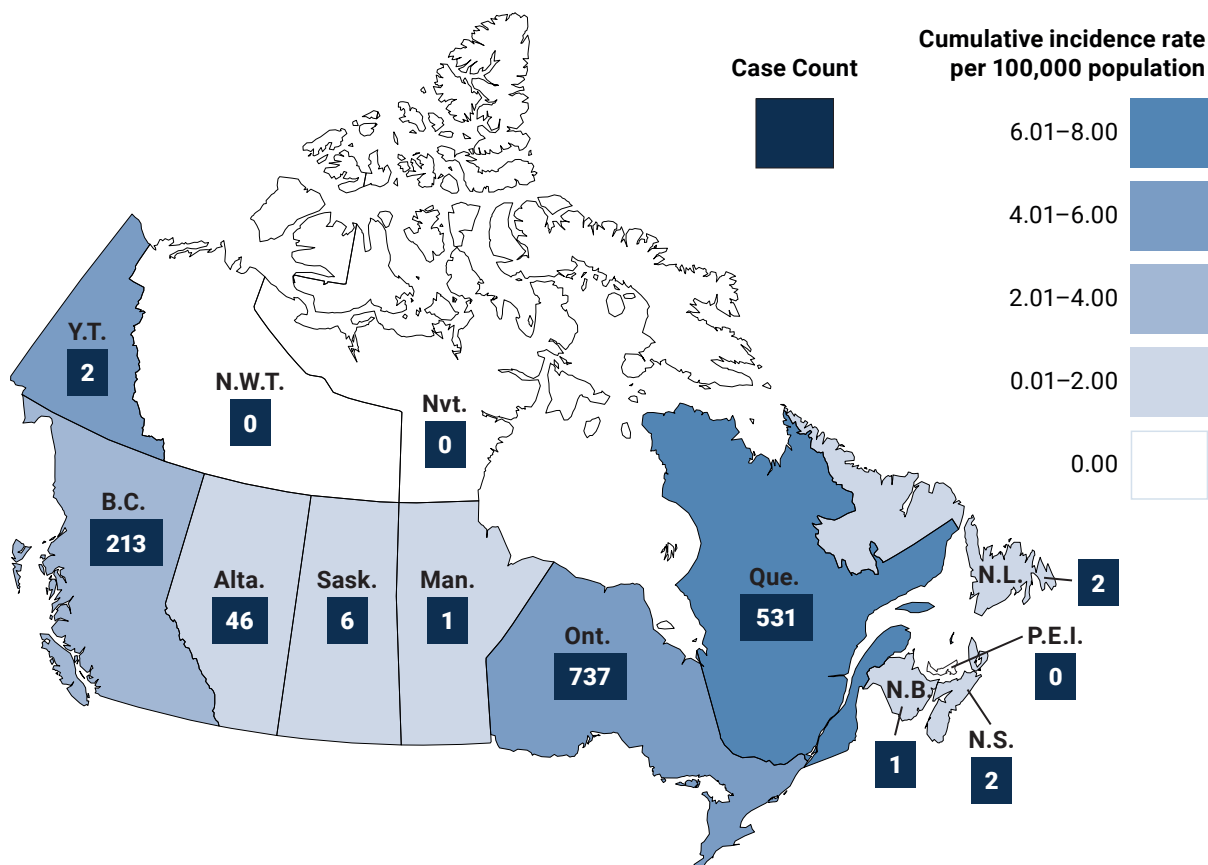 Case Count
Cumulative incidence rate
per 100,000 population
6.01–8.00
4.01–6.00
2.01–4.00
0.01–2.00
0.00
Y.T.
2
N.W.T.
0
Nvt.
0
B.C.
213
Alta.
46
Sask.
6
Man.
1
Ont.
737
Que.
531
N.L.
2
P.E.I.
0
N.B.
1
N.S.
2